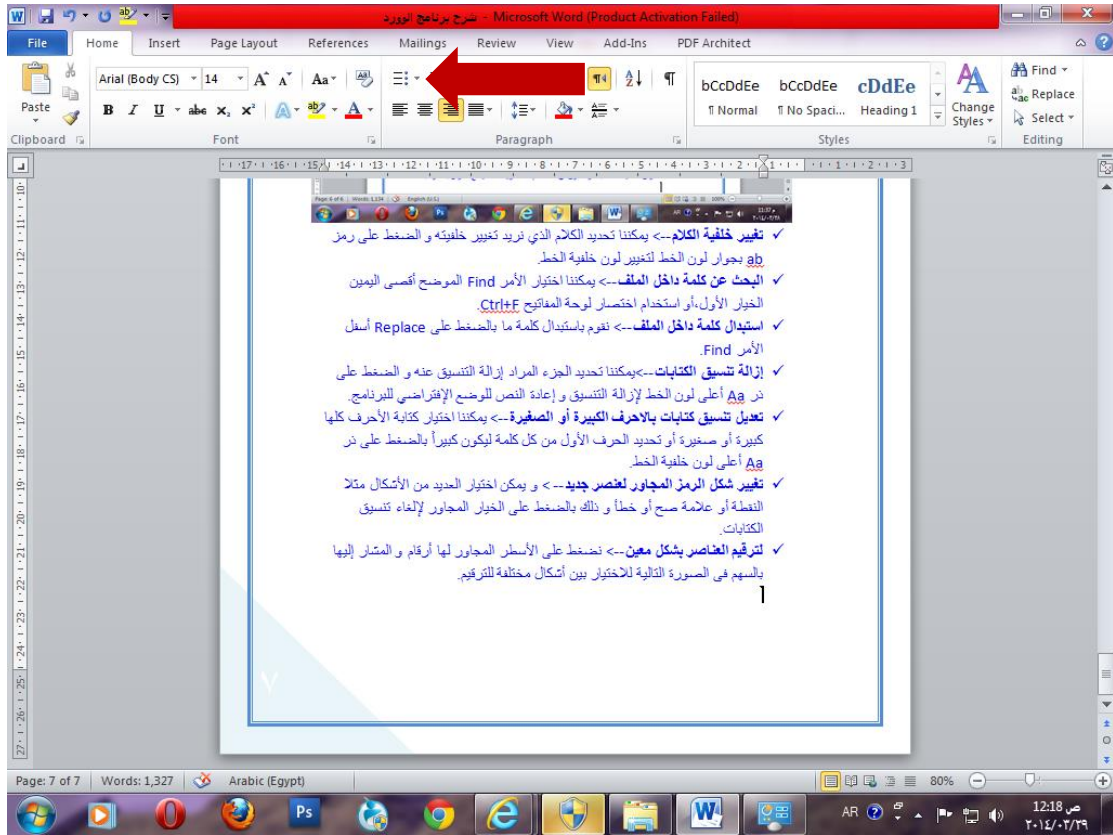 شرح برنامج الوورد - Microsoft Word (Product Activation Failed)
File Home Insert Page Layout References Mailings Review View Add-Ins PDF Architect
Paste
Arial (Body CS) 14
Clipboard Font Paragraph Styles Editing
bCcDdEe bCcDdEe cDdEe
¶ Normal ¶ No Spaci... Heading 1
Change Styles
Find
Replace
Select
✓ تغيير خلفية الكلام--> يمكننا تحديد الكلام الذي نريد تغيير خلفيته و الضغط على رمز
ab بجوار لون الخط لتغيير لون خلفية الخط.
✓ البحث عن كلمة داخل الملف--> يمكننا اختيار الأمر Find الموضح أقصى اليمين
الخيار الأول،أو استخدام اختصار لوحة المفاتيح Ctrl+F.
✓ استبدال كلمة داخل الملف--> نقوم باستبدال كلمة ما بالضغط على Replace أسفل
الأمر Find.
✓ إزالة تنسيق الكتابات-->يمكننا تحديد الجزء المراد إزالة التنسيق عنه و الضغط على
ذر Aa أعلى لون الخط لإزالة التنسيق و إعادة النص للوضع الإفتراضي للبرنامج.
✓ تعديل تنسيق كتابات بالاحرف الكبيرة أو الصغيرة--> يمكننا اختيار كتابة الأحرف كلها
كبيرة أو صغيرة أو تحديد الحرف الأول من كل كلمة ليكون كبيراً بالضغط على ذر
Aa أعلى لون خلفية الخط.
✓ تغيير شكل الرمز المجاور لعنصر جديد--> و يمكن اختيار العديد من الأشكال مثلا
النقطة أو علامة صح أو خطأ و ذلك بالضغط على الخيار المجاور لإلغاء تنسيق
الكتابات.
✓ لترقيم العناصر بشكل معين--> نضغط على الأسطر المجاور لها أرقام و المشار إليها
بالسهم فى الصورة التالية للاختيار بين أشكال مختلفة للترقيم.
٧
Page: 7 of 7 Words: 1,327 Arabic (Egypt) 80%
AR 12:18 ص
٢٠١٤/٠٣/٢٩